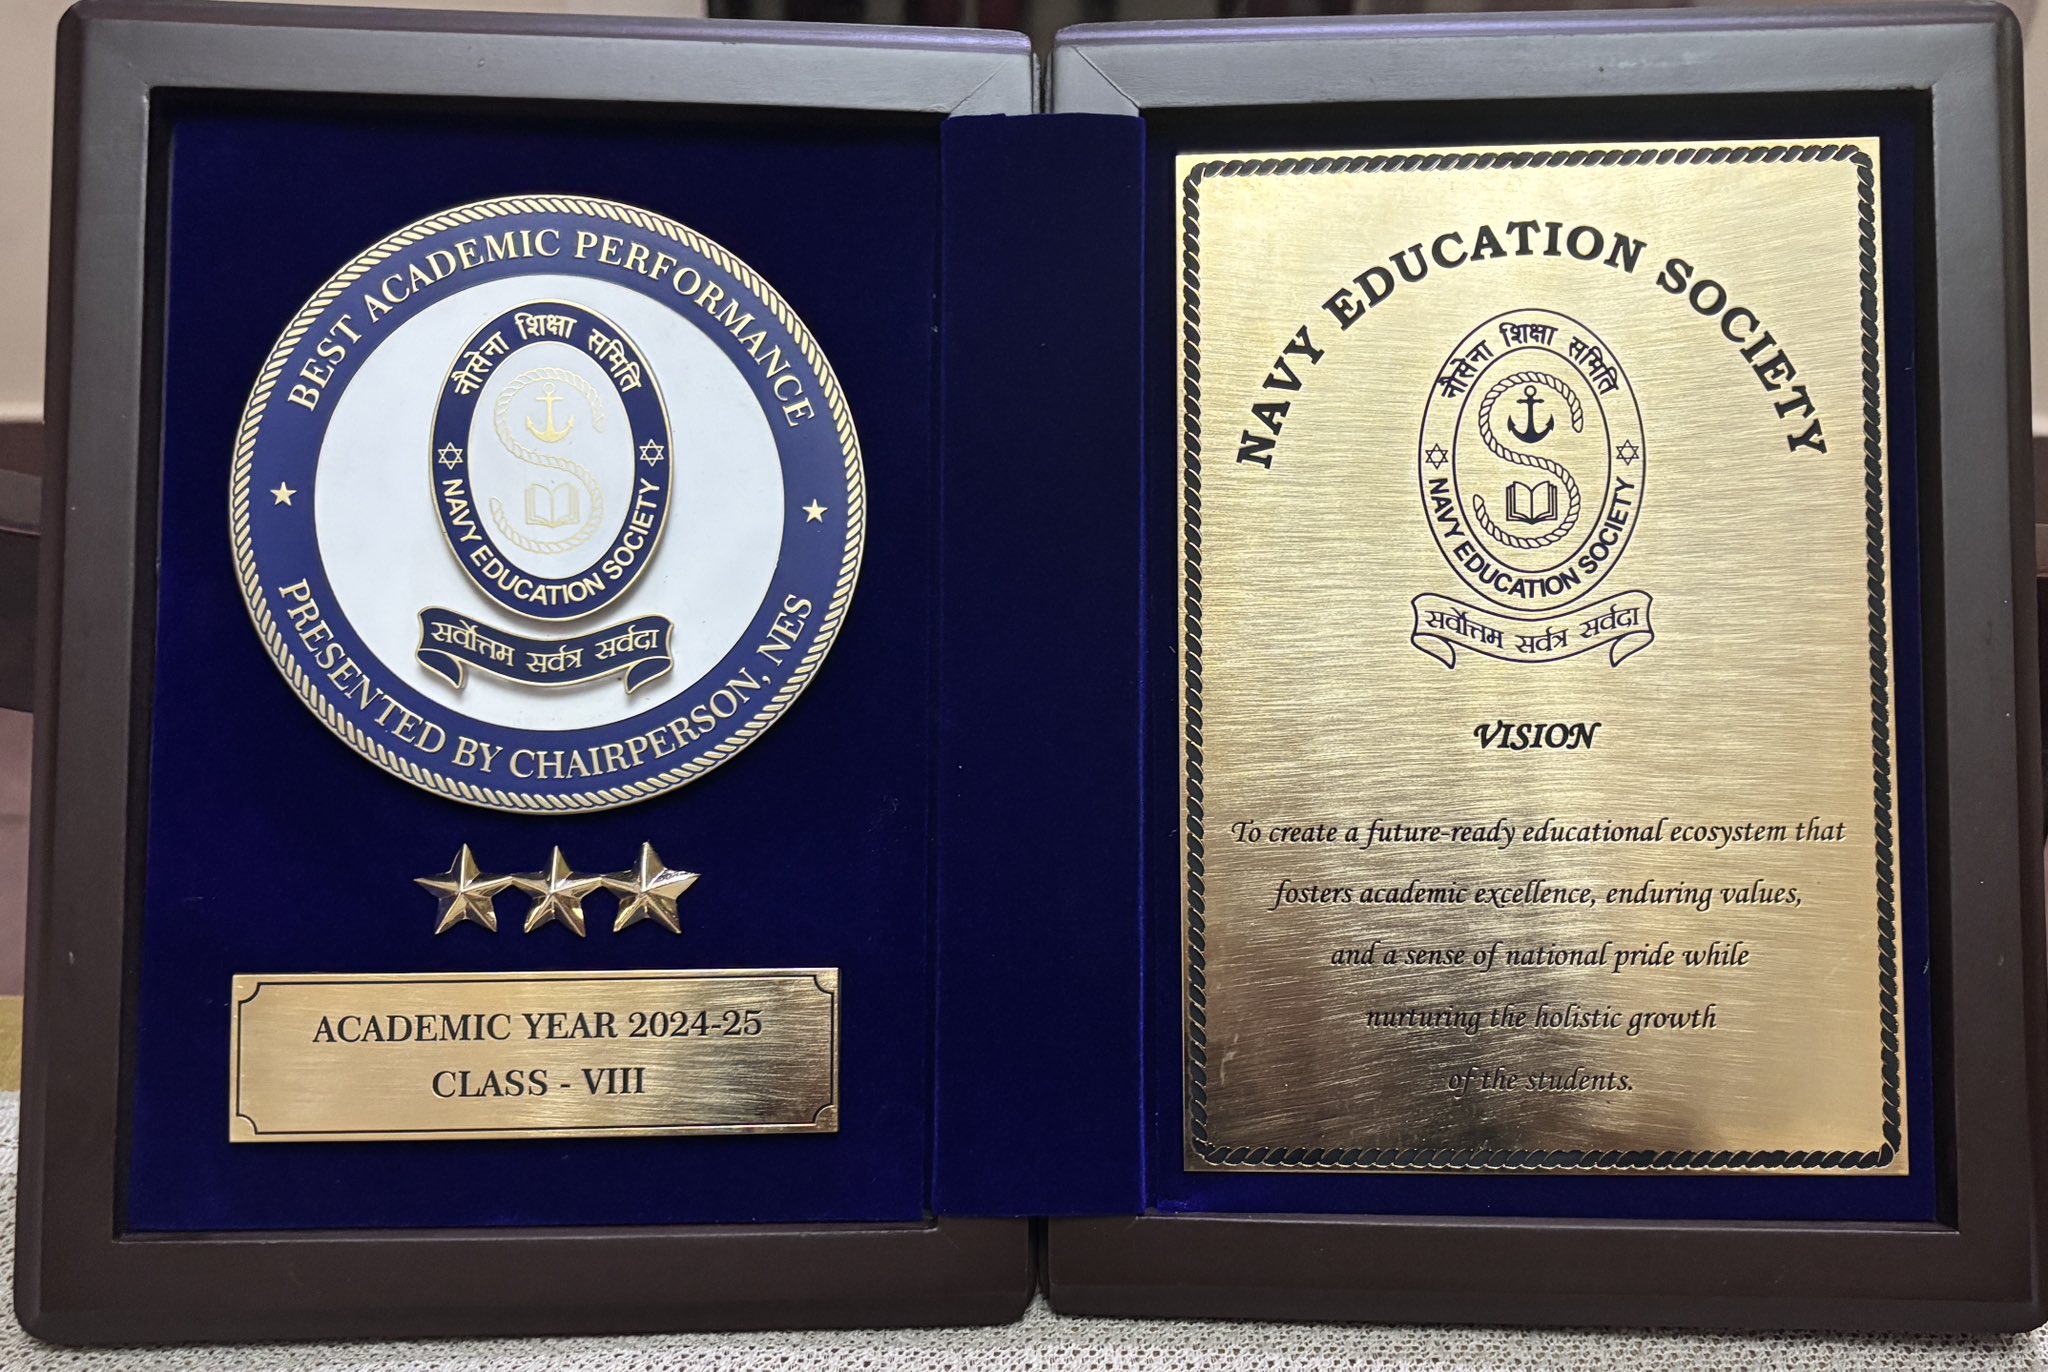 BEST ACADEMIC PERFORMANCE
नौसेना शिक्षा समिति
NAVY EDUCATION SOCIETY
सर्वोत्तम सर्वत्र सर्वदा
PRESENTED BY CHAIRPERSON, NES
ACADEMIC YEAR 2024-25
CLASS - VIII
NAVY EDUCATION SOCIETY
नौसेना शिक्षा समिति
NAVY EDUCATION SOCIETY
सर्वोत्तम सर्वत्र सर्वदा
VISION
To create a future-ready educational ecosystem that
fosters academic excellence, enduring values,
and a sense of national pride while
nurturing the holistic growth
of the students.